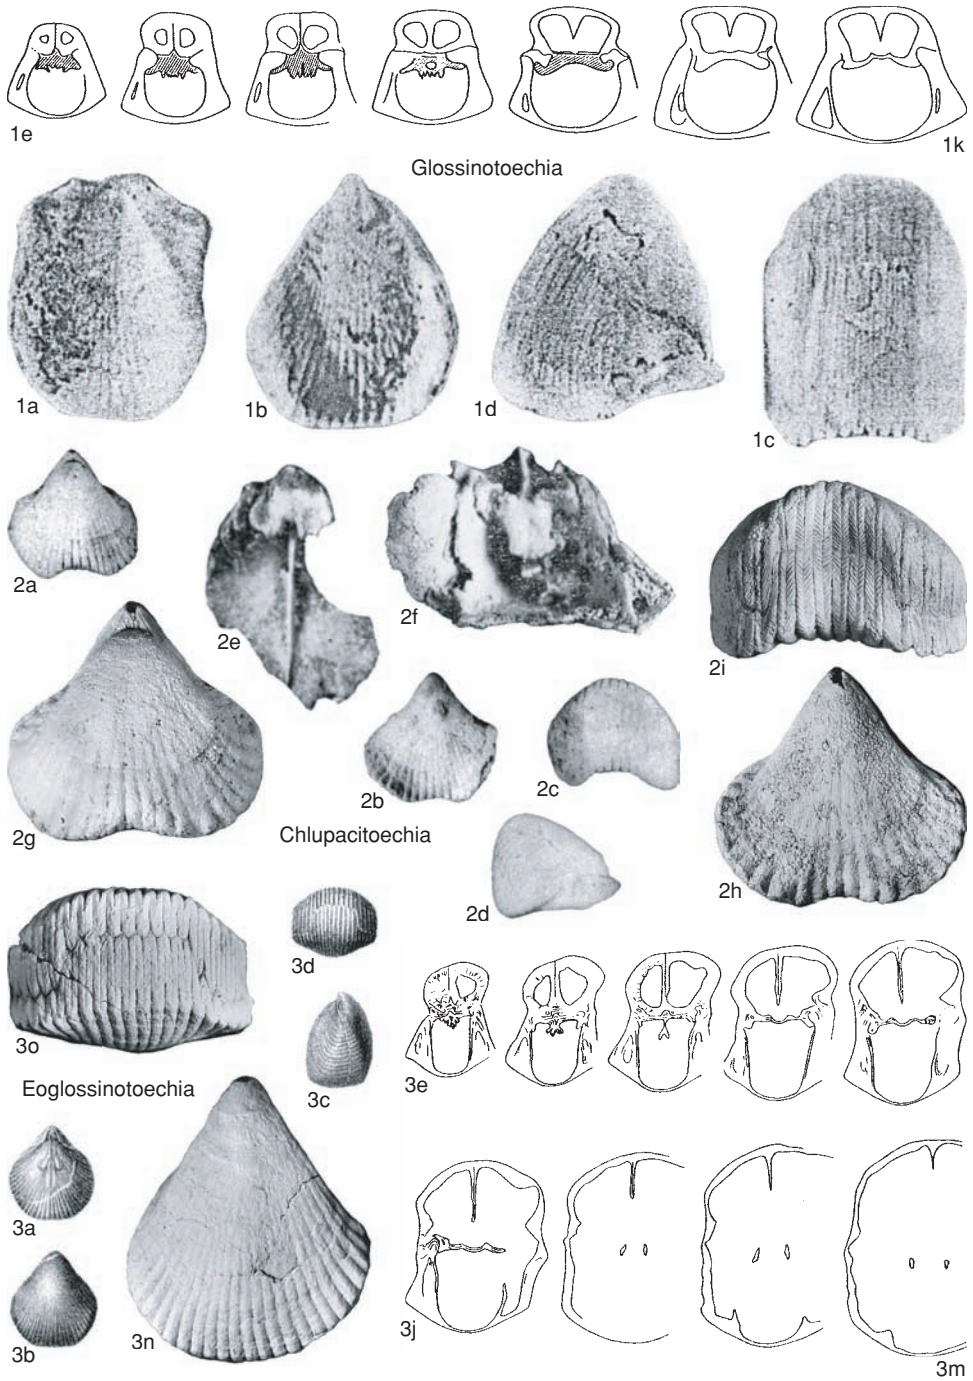 1e
1k
Glossinotoechia
1a
1b
1d
1c
2a
2e
2f
2i
2g
2b
2c
Chlupacitoechia
2d
2h
3o
3d
3c
3e
Eoglossinotoechia
3a
3b
3n
3j
3m